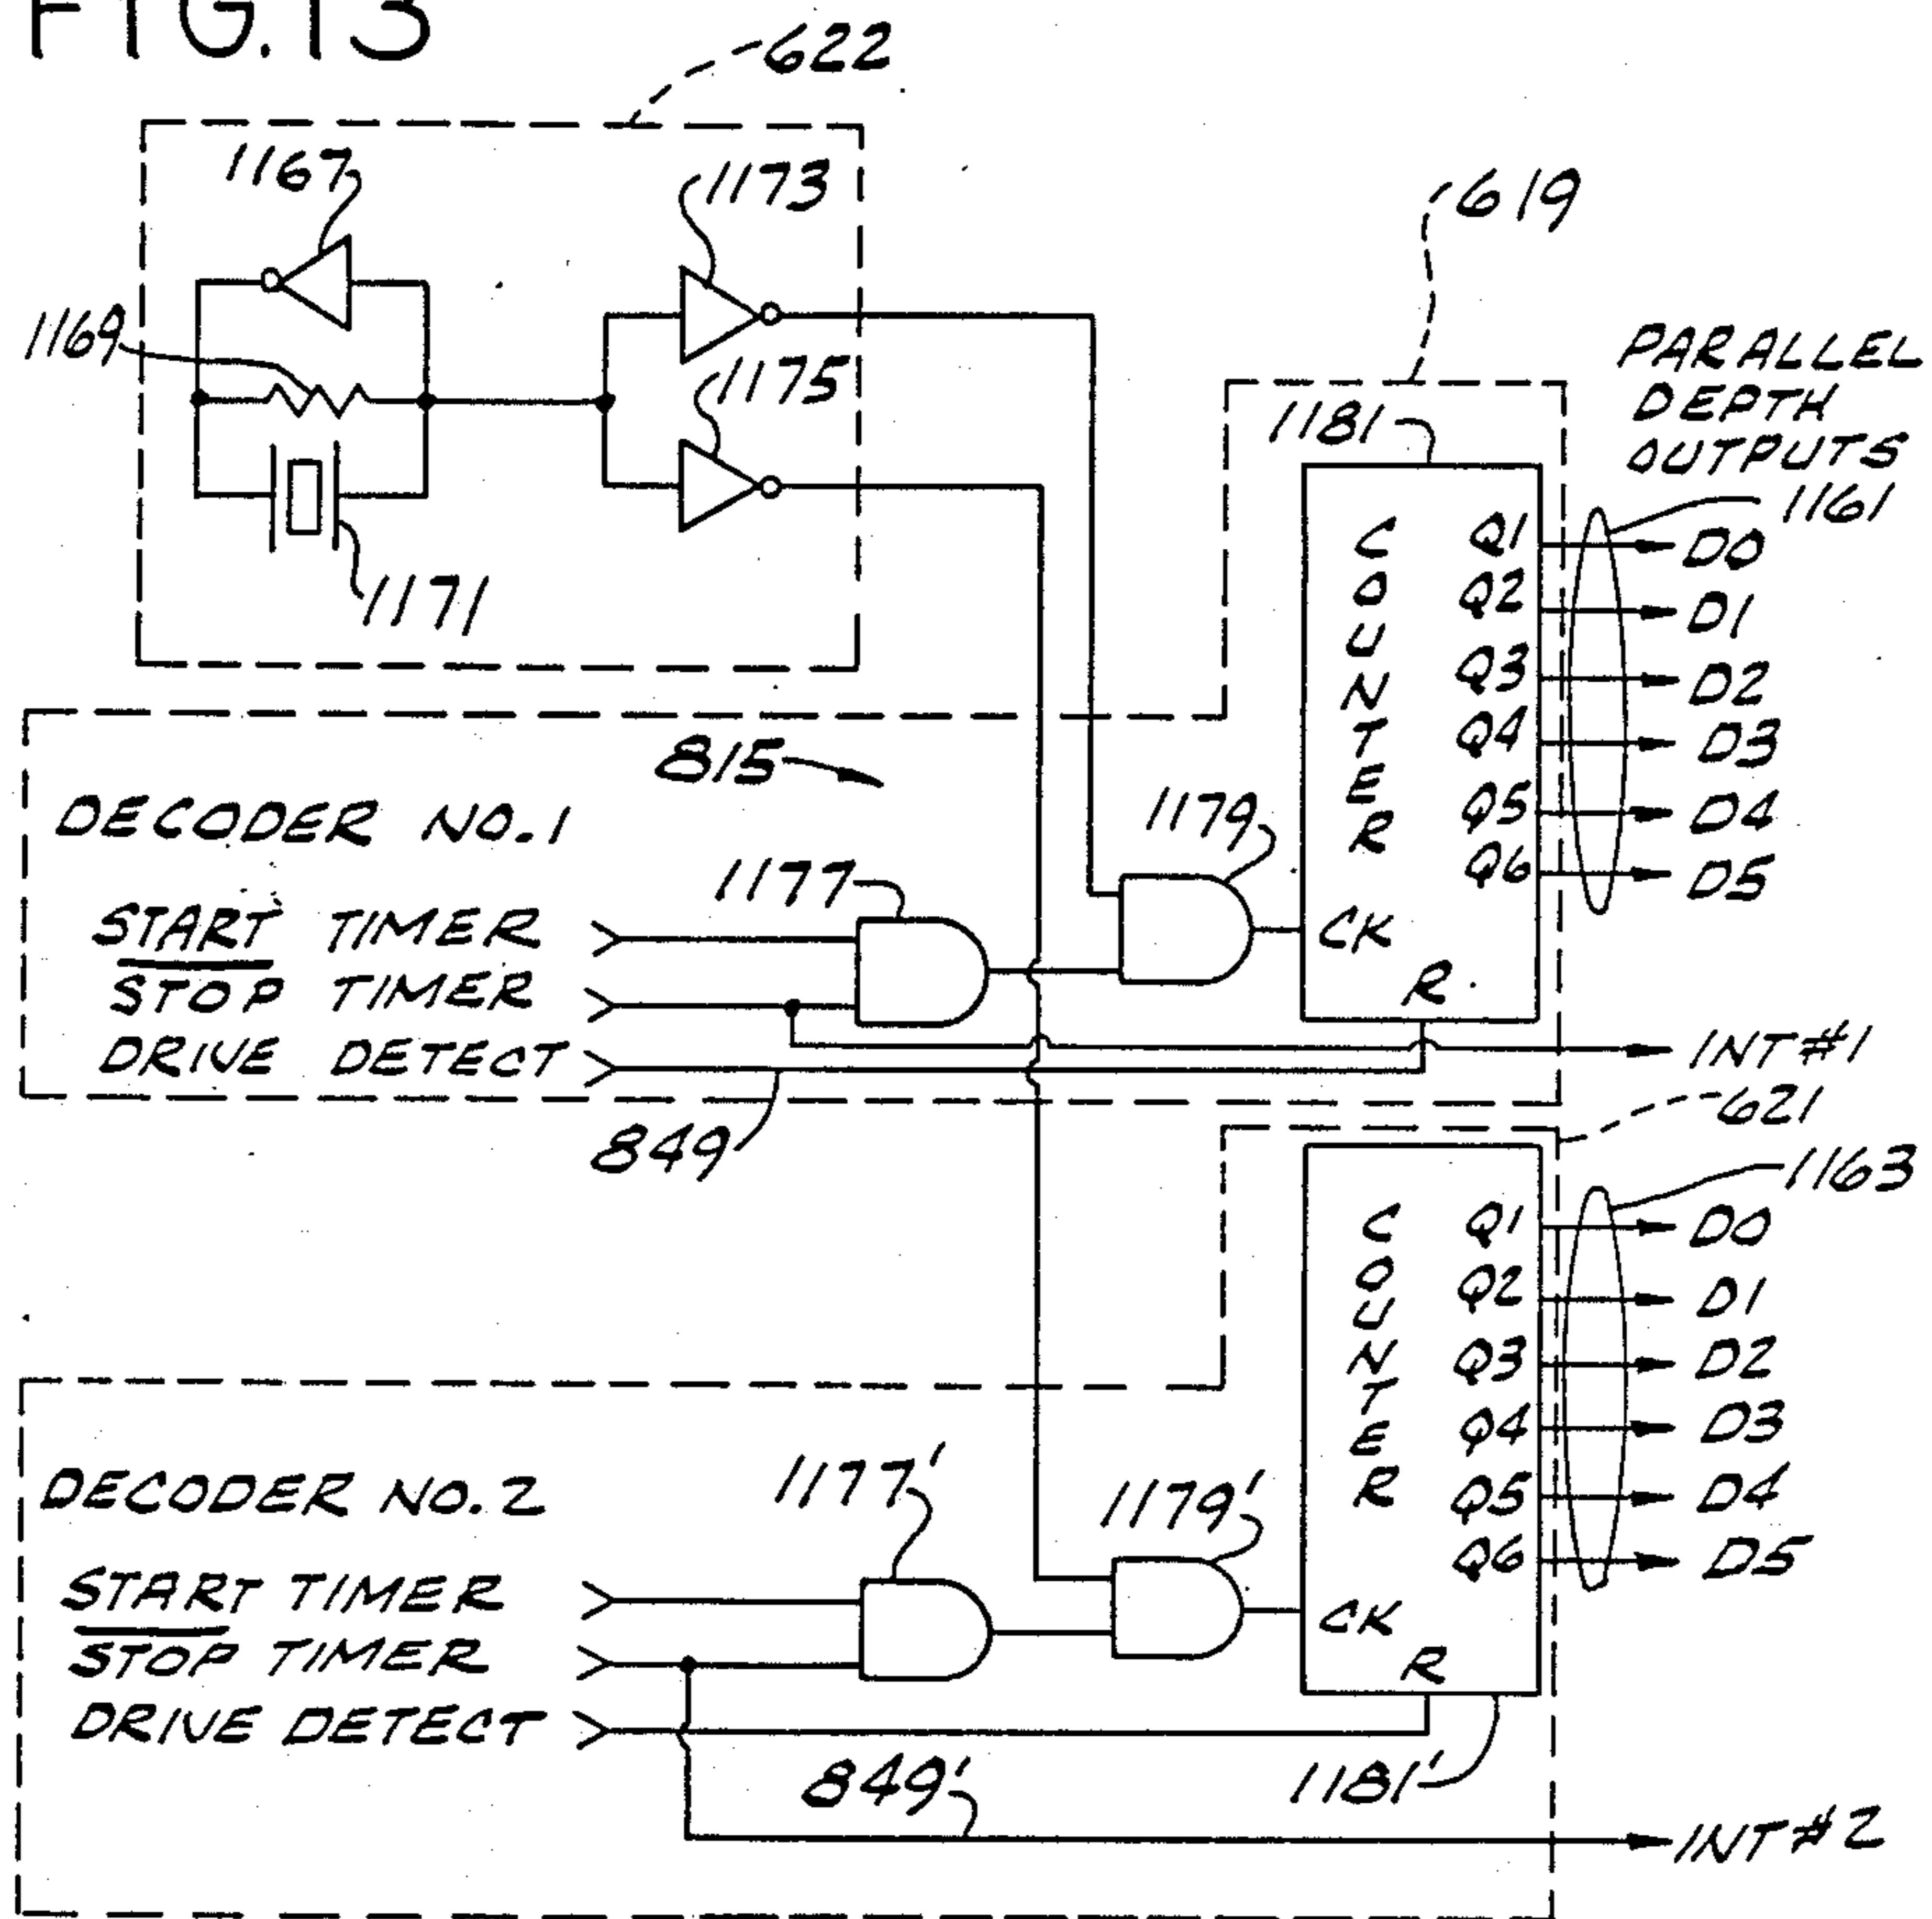 FIG.13
622
1167
1173
619
1169
1175
PARALLEL
DEPTH
OUTPUTS
1181
1161
1171
COUNTER
Q1 D0
Q2 D1
Q3 D2
Q4 D3
Q5 D4
Q6 D5
CK
R
815
DECODER NO.1
1179
1177
START TIMER
STOP TIMER
DRIVE DETECT
INT#1
849
621
1163
COUNTER
Q1 D0
Q2 D1
Q3 D2
Q4 D3
Q5 D4
Q6 D5
CK
R
DECODER NO.2
1177'
1179'
START TIMER
STOP TIMER
DRIVE DETECT
849'
1181'
INT#2